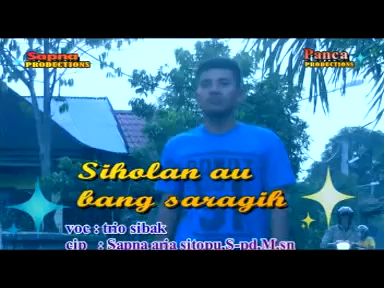 Sapna
PRODUCTIONS
Panca
PRODUCTIONS
Siholan au
bang saragih
voc : trio sibak
cip : Sapna aria sitopu,S-pd,M.sn